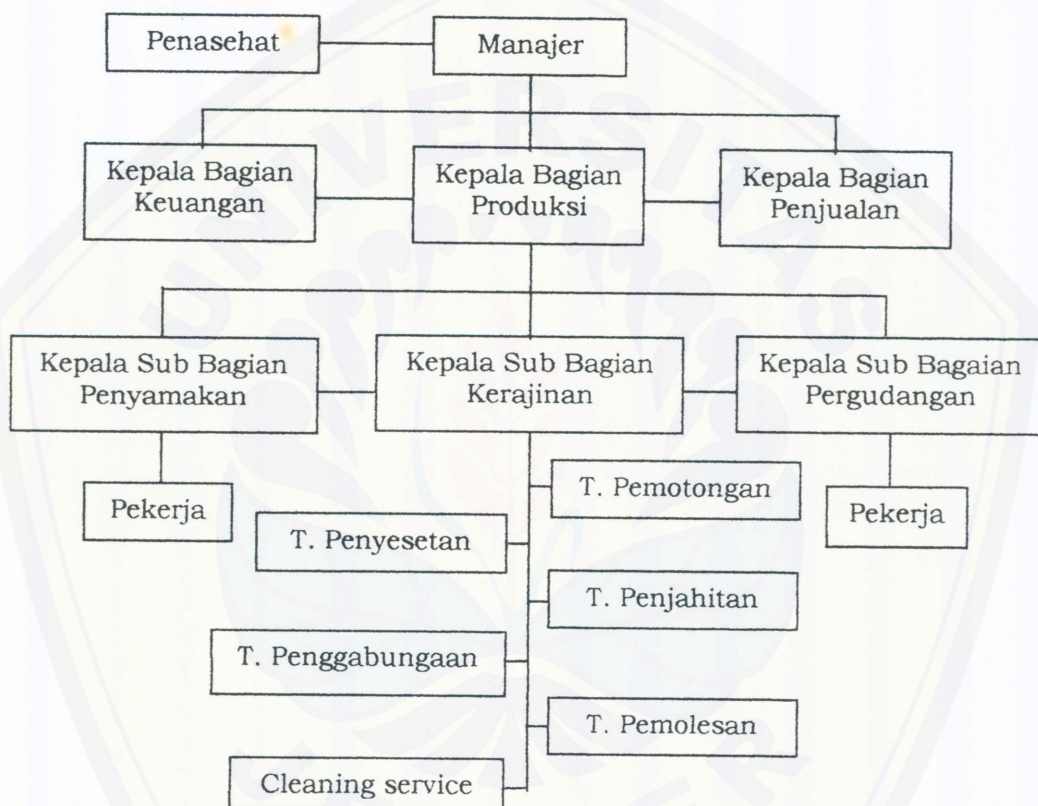 Penasehat
Manajer
Kepala Bagian
Keuangan
Kepala Bagian
Produksi
Kepala Bagian
Penjualan
Kepala Sub Bagian
Penyamakan
Kepala Sub Bagian
Kerajinan
Kepala Sub Bagaian
Pergudangan
Pekerja
T. Pemotongan
Pekerja
T. Penyesetan
T. Penjahitan
T. Penggabungaan
T. Pemolesan
Cleaning service
UNIVERSITAS